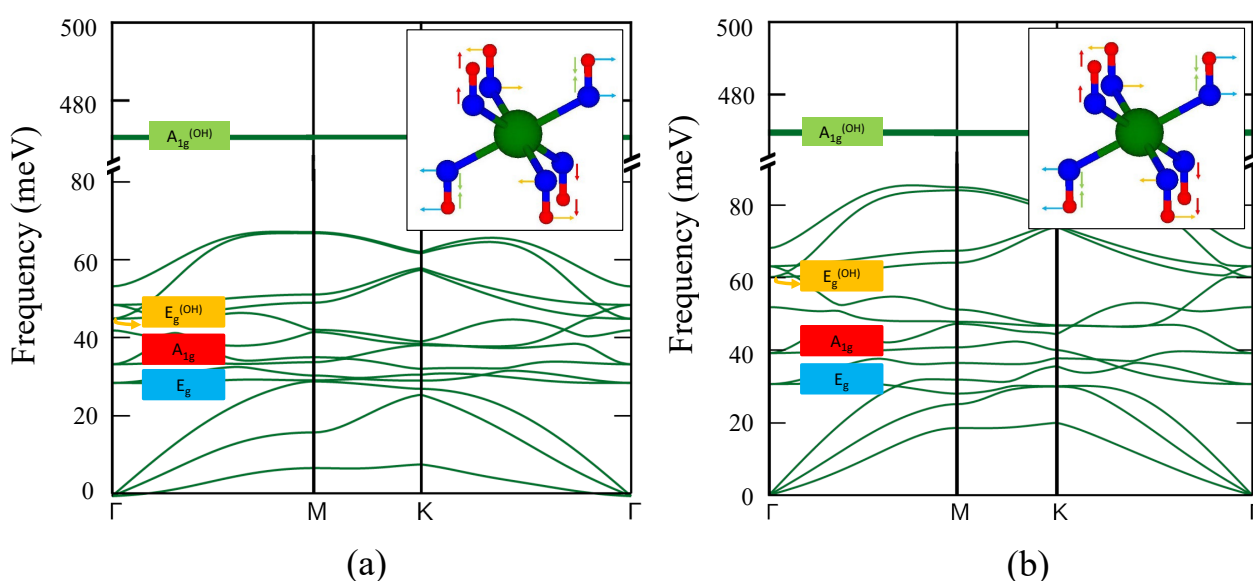 500
480
80
60
40
20
0
Frequency (meV)
A1g(OH)
Eg(OH)
A1g
Eg
Γ
M
K
Γ
(a)
500
480
80
60
40
20
0
Frequency (meV)
A1g(OH)
Eg(OH)
A1g
Eg
Γ
M
K
Γ
(b)